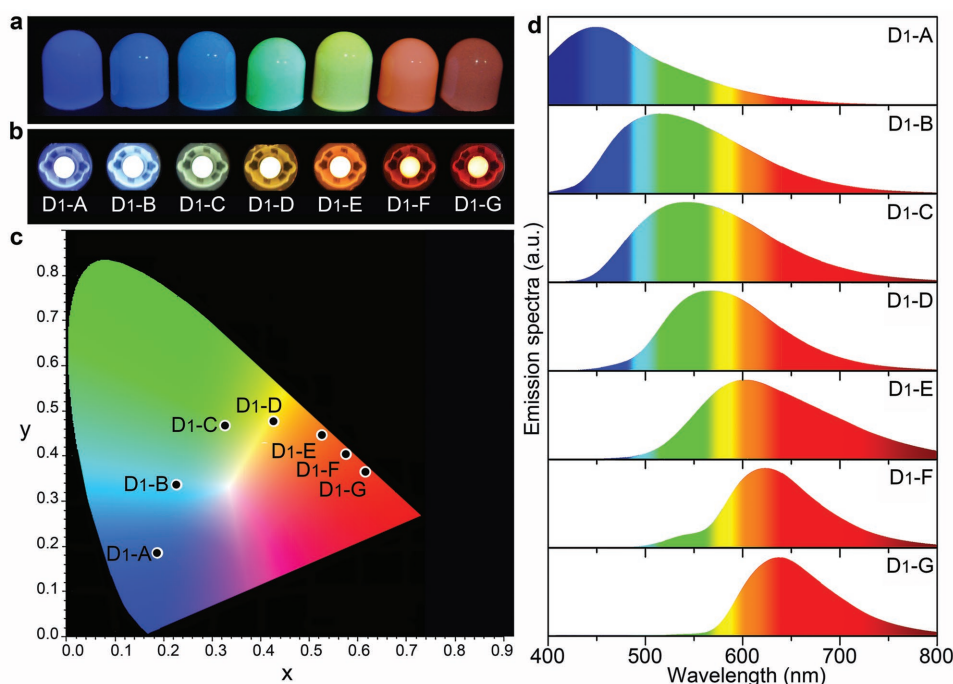 a
b
D1-A D1-B D1-C D1-D D1-E D1-F D1-G
c
0.8
0.7
0.6
0.5
0.4
0.3
0.2
0.1
0.0
y
D1-D
D1-C
D1-E
D1-F
D1-G
D1-B
D1-A
0.0 0.1 0.2 0.3 0.4 0.5 0.6 0.7 0.8 0.9
x
d
Emission spectra (a.u.)
D1-A
D1-B
D1-C
D1-D
D1-E
D1-F
D1-G
400 500 600 700 800
Wavelength (nm)